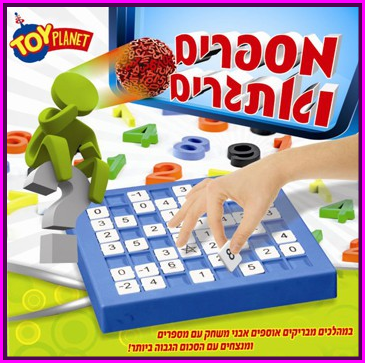 TOY
PLANET
מספרים
ואתגרים
במהלכים מבריקים אוספים אבני משחק עם מספרים
ומנצחים עם הסכום הגבוה ביותר!